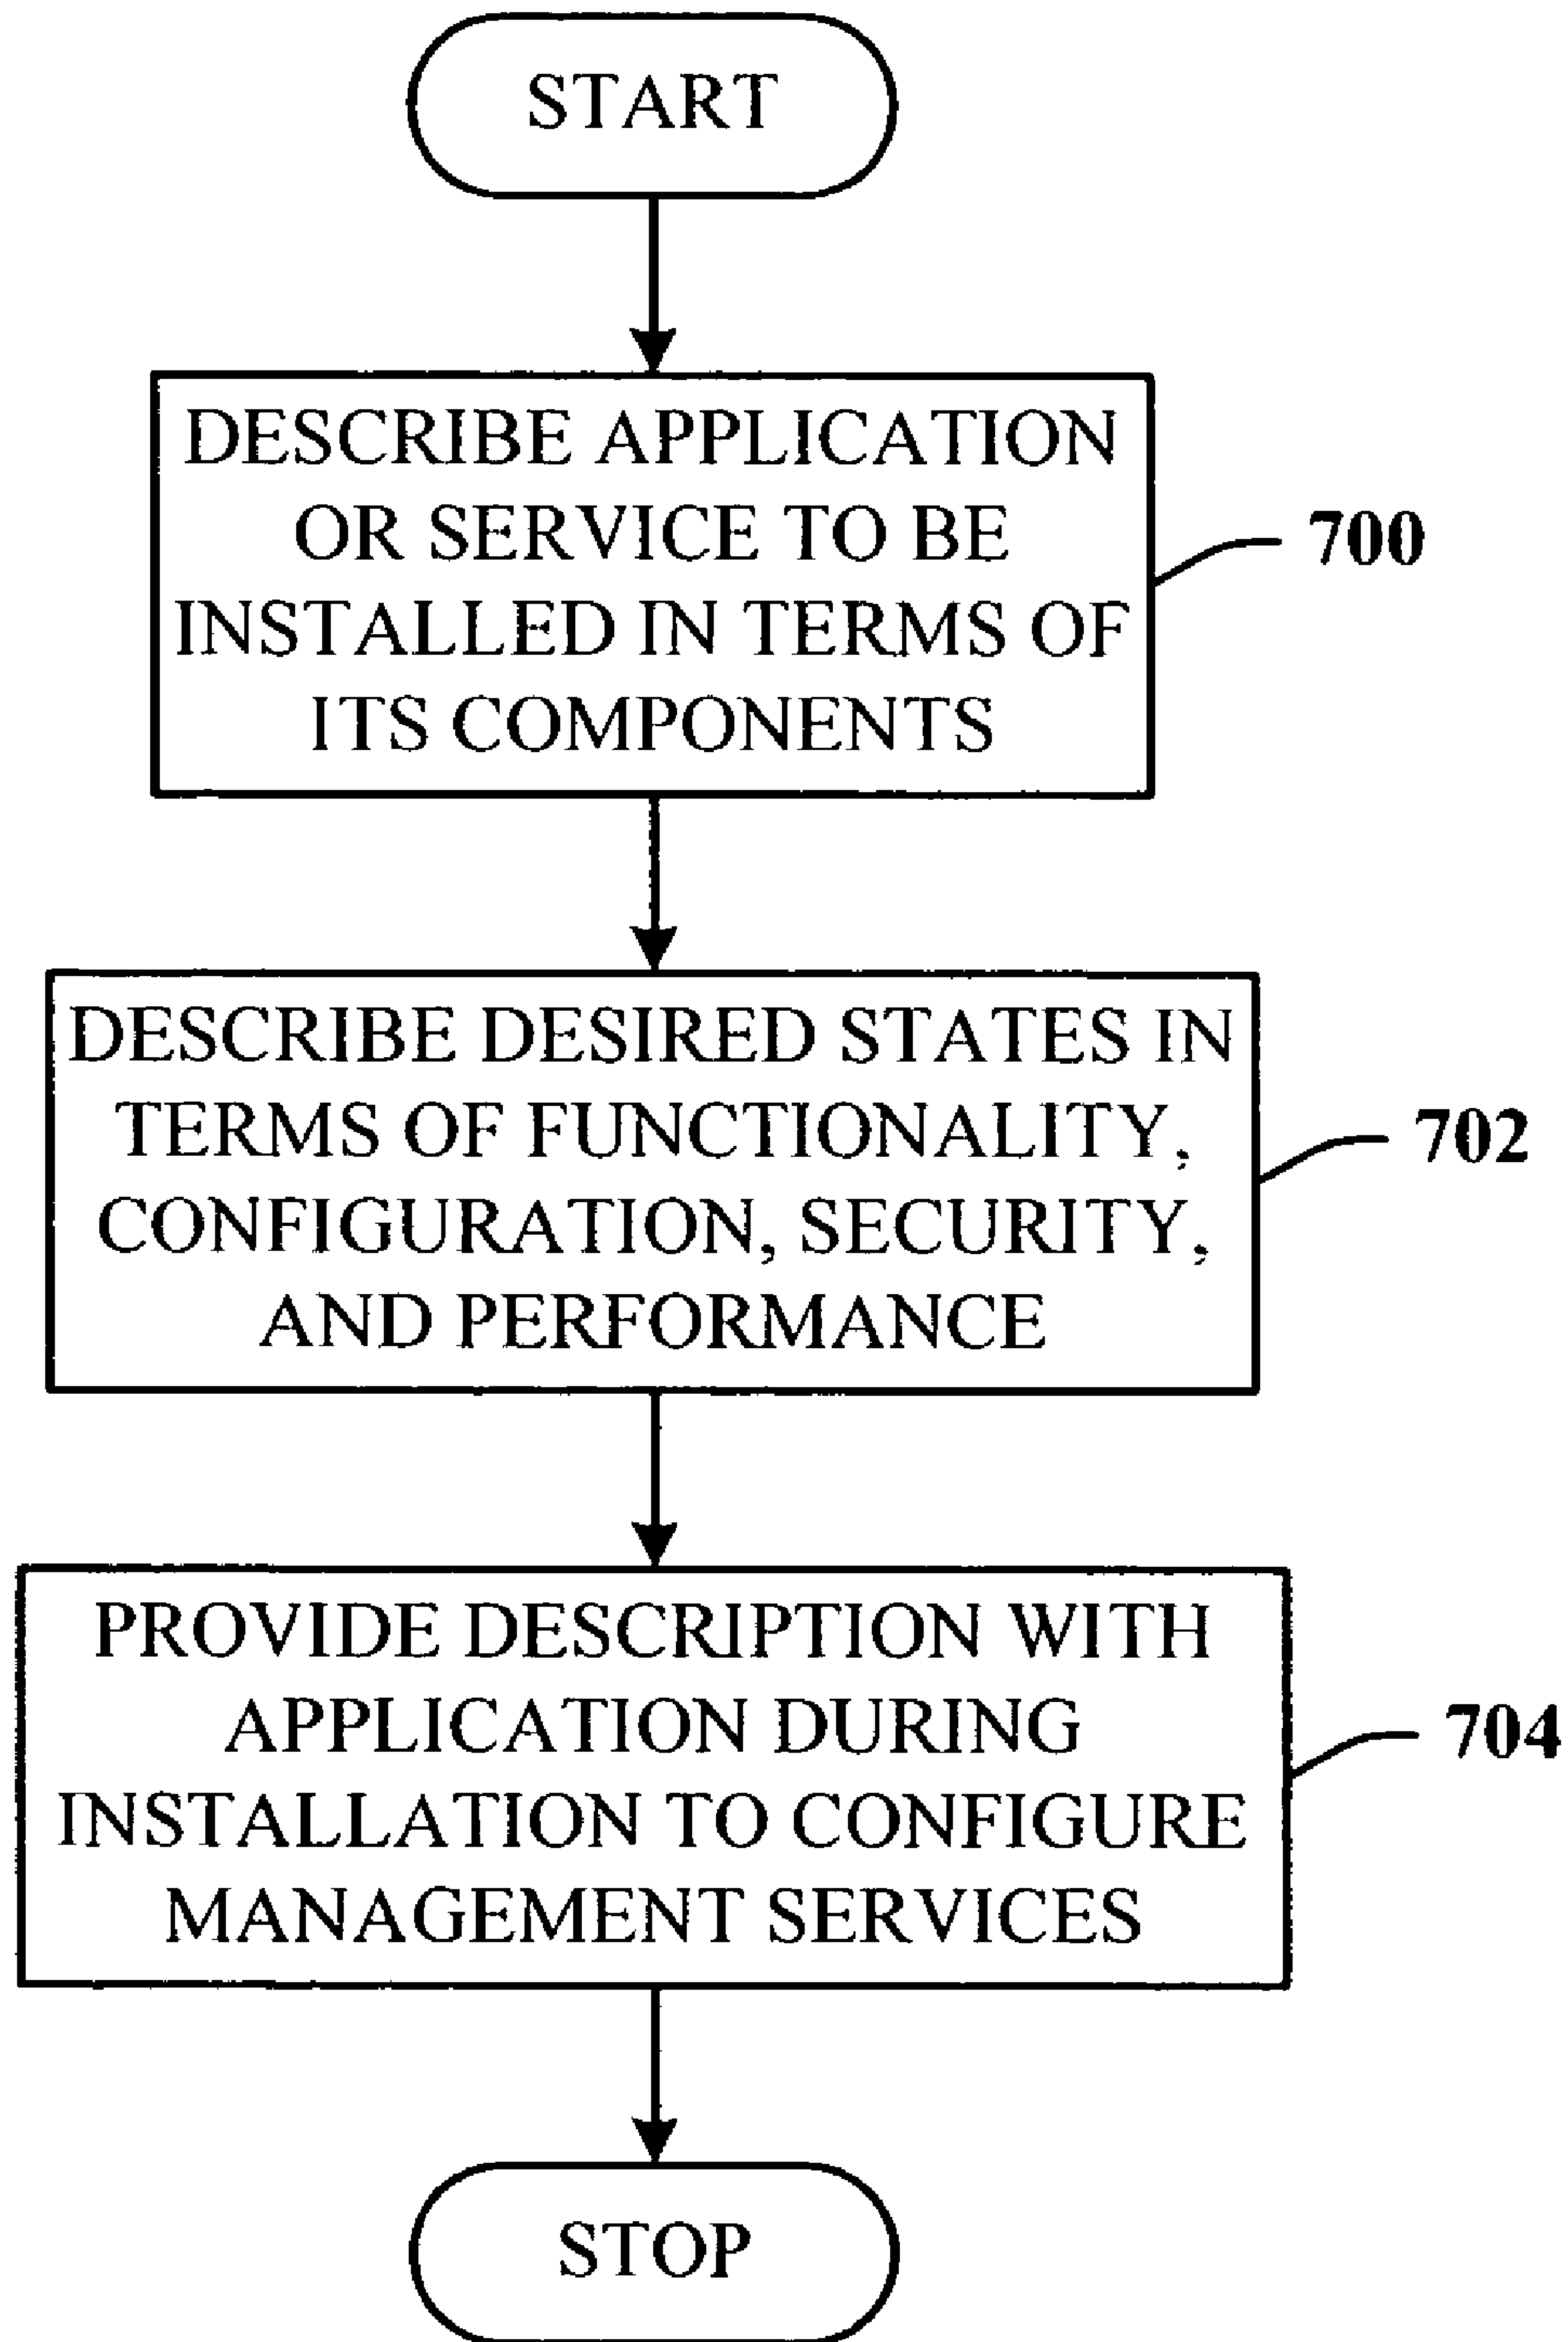 START
DESCRIBE APPLICATION
OR SERVICE TO BE
INSTALLED IN TERMS OF
ITS COMPONENTS
700
DESCRIBE DESIRED STATES IN
TERMS OF FUNCTIONALITY,
CONFIGURATION, SECURITY,
AND PERFORMANCE
702
PROVIDE DESCRIPTION WITH
APPLICATION DURING
INSTALLATION TO CONFIGURE
MANAGEMENT SERVICES
704
STOP